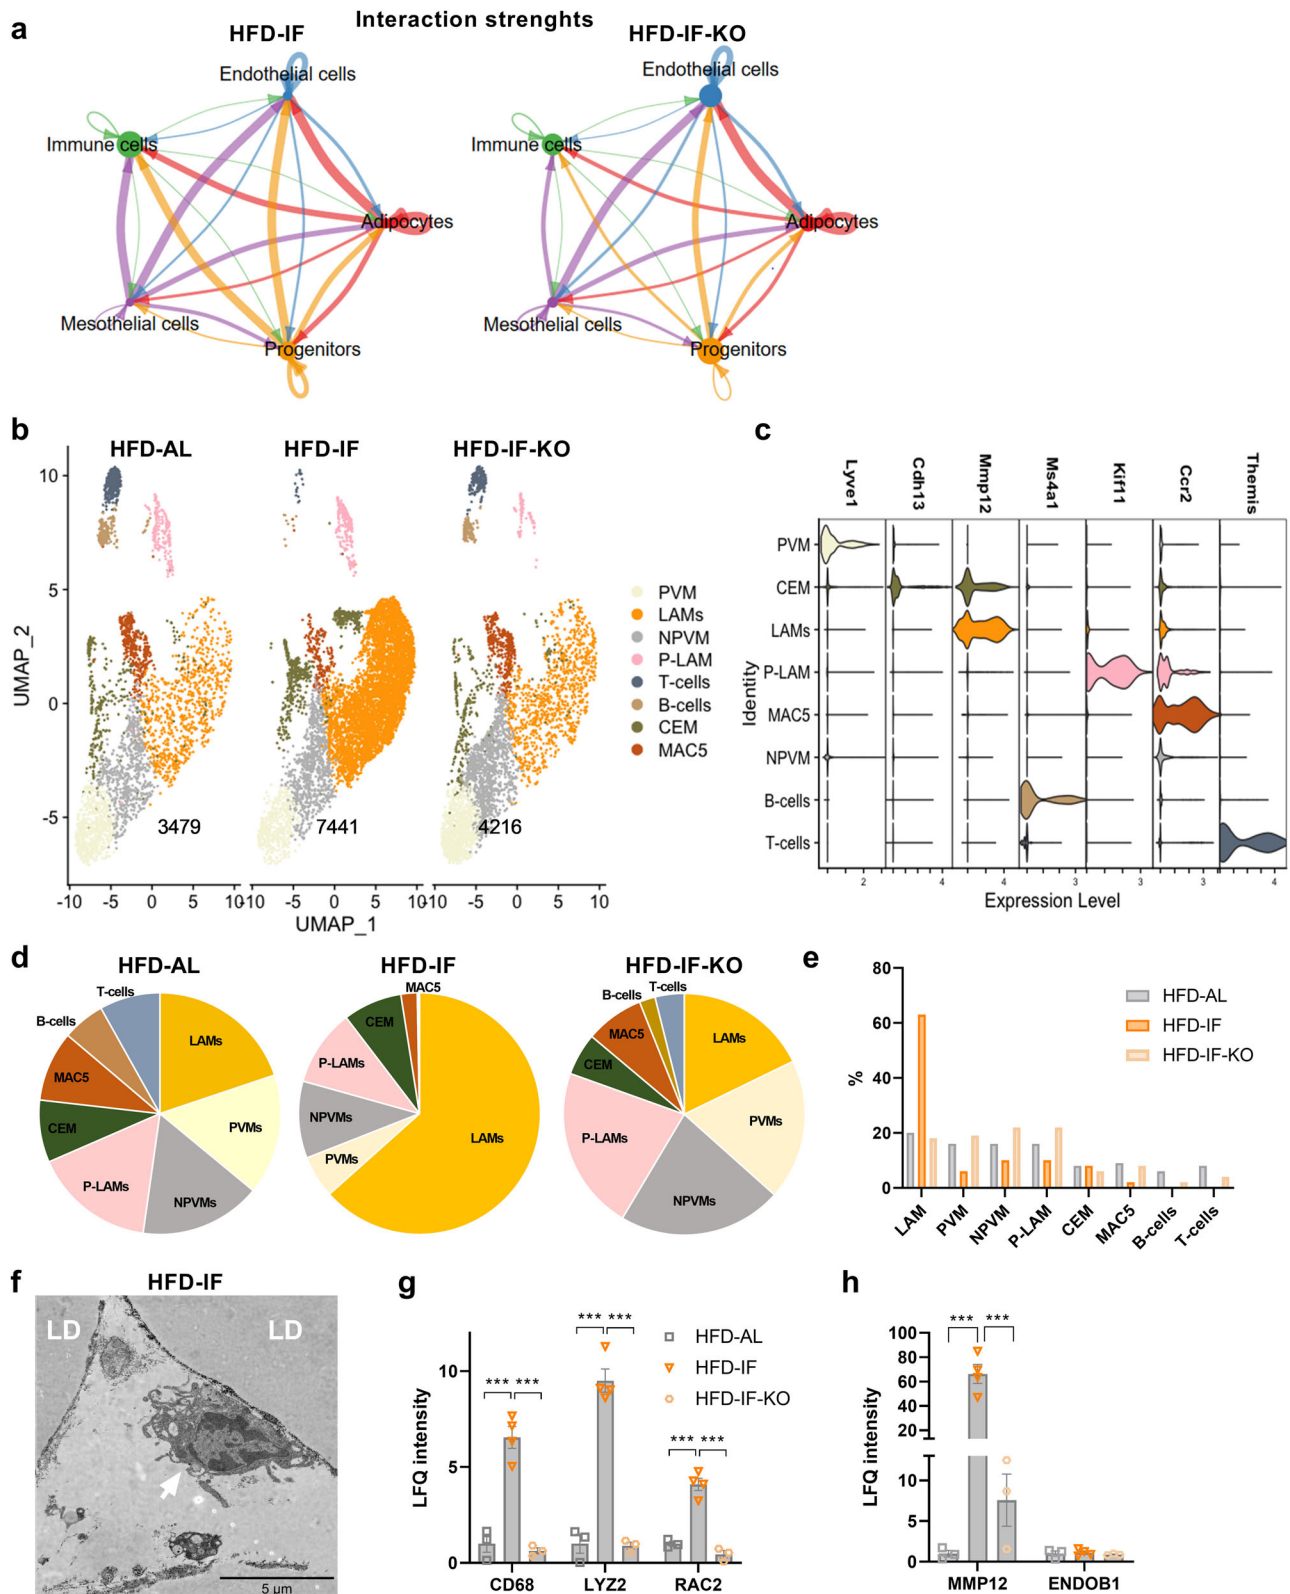 a
Interaction strenghts
HFD-IF
HFD-IF-KO
Endothelial cells
Immune cells
Adipocytes
Mesothelial cells
Progenitors
Endothelial cells
Immune cells
Adipocytes
Mesothelial cells
Progenitors
b
HFD-AL
HFD-IF
HFD-IF-KO
UMAP_2
10
5
0
-5
3479
7441
4216
-10 -5 0 5 10
-10 -5 0 5 10
-10 -5 0 5 10
UMAP_1
PVM
LAMs
NPVM
P-LAM
T-cells
B-cells
CEM
MAC5
c
Lyve1
Cdh13
Mmp12
Ms4a1
Kif11
Ccr2
Themis
Identity
PVM
CEM
LAMs
P-LAM
MAC5
NPVM
B-cells
T-cells
2 4 4 3 3 3 4
Expression Level
d
HFD-AL
T-cells
B-cells
MAC5
CEM
P-LAMs
NPVMs
PVMs
LAMs
HFD-IF
MAC5
CEM
P-LAMs
NPVMs
PVMs
LAMs
HFD-IF-KO
T-cells
B-cells
MAC5
CEM
P-LAMs
NPVMs
PVMs
LAMs
e
%
80
60
40
20
0
HFD-AL
HFD-IF
HFD-IF-KO
LAM
PVM
NPVM
P-LAM
CEM
MAC5
B-cells
T-cells
f
HFD-IF
LD
LD
5 µm
g
LFQ intensity
10
5
0
*** ***
*** ***
*** ***
HFD-AL
HFD-IF
HFD-IF-KO
CD68 LYZ2 RAC2
h
LFQ intensity
100
80
60
40
20
10
5
0
*** ***
MMP12 ENDOB1